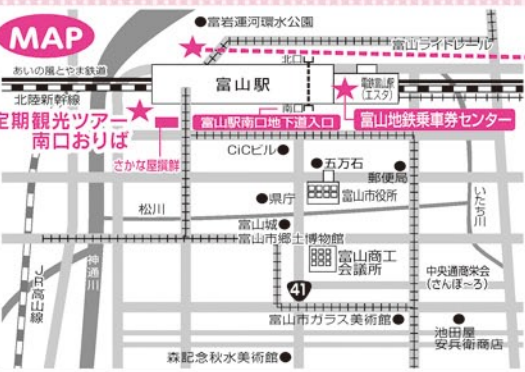 MAP
富岩運河環水公園
富山ライトレール
北口
あいの風とやま鉄道
富山駅
電鉄富山駅
(エスタ)
北陸新幹線
南口
定期観光ツアー
南口おりば
富山駅南口地下道入口
富山地鉄乗車券センター
さかな屋撰鮮
CiCビル
五万石
郵便局
県庁
富山市役所
いたち川
松川
富山城
富山市郷土博物館
富山商工
会議所
JR高山線
神通川
41
中央通商栄会
(さんぽ~ろ)
富山市ガラス美術館
池田屋
安兵衛商店
森記念秋水美術館